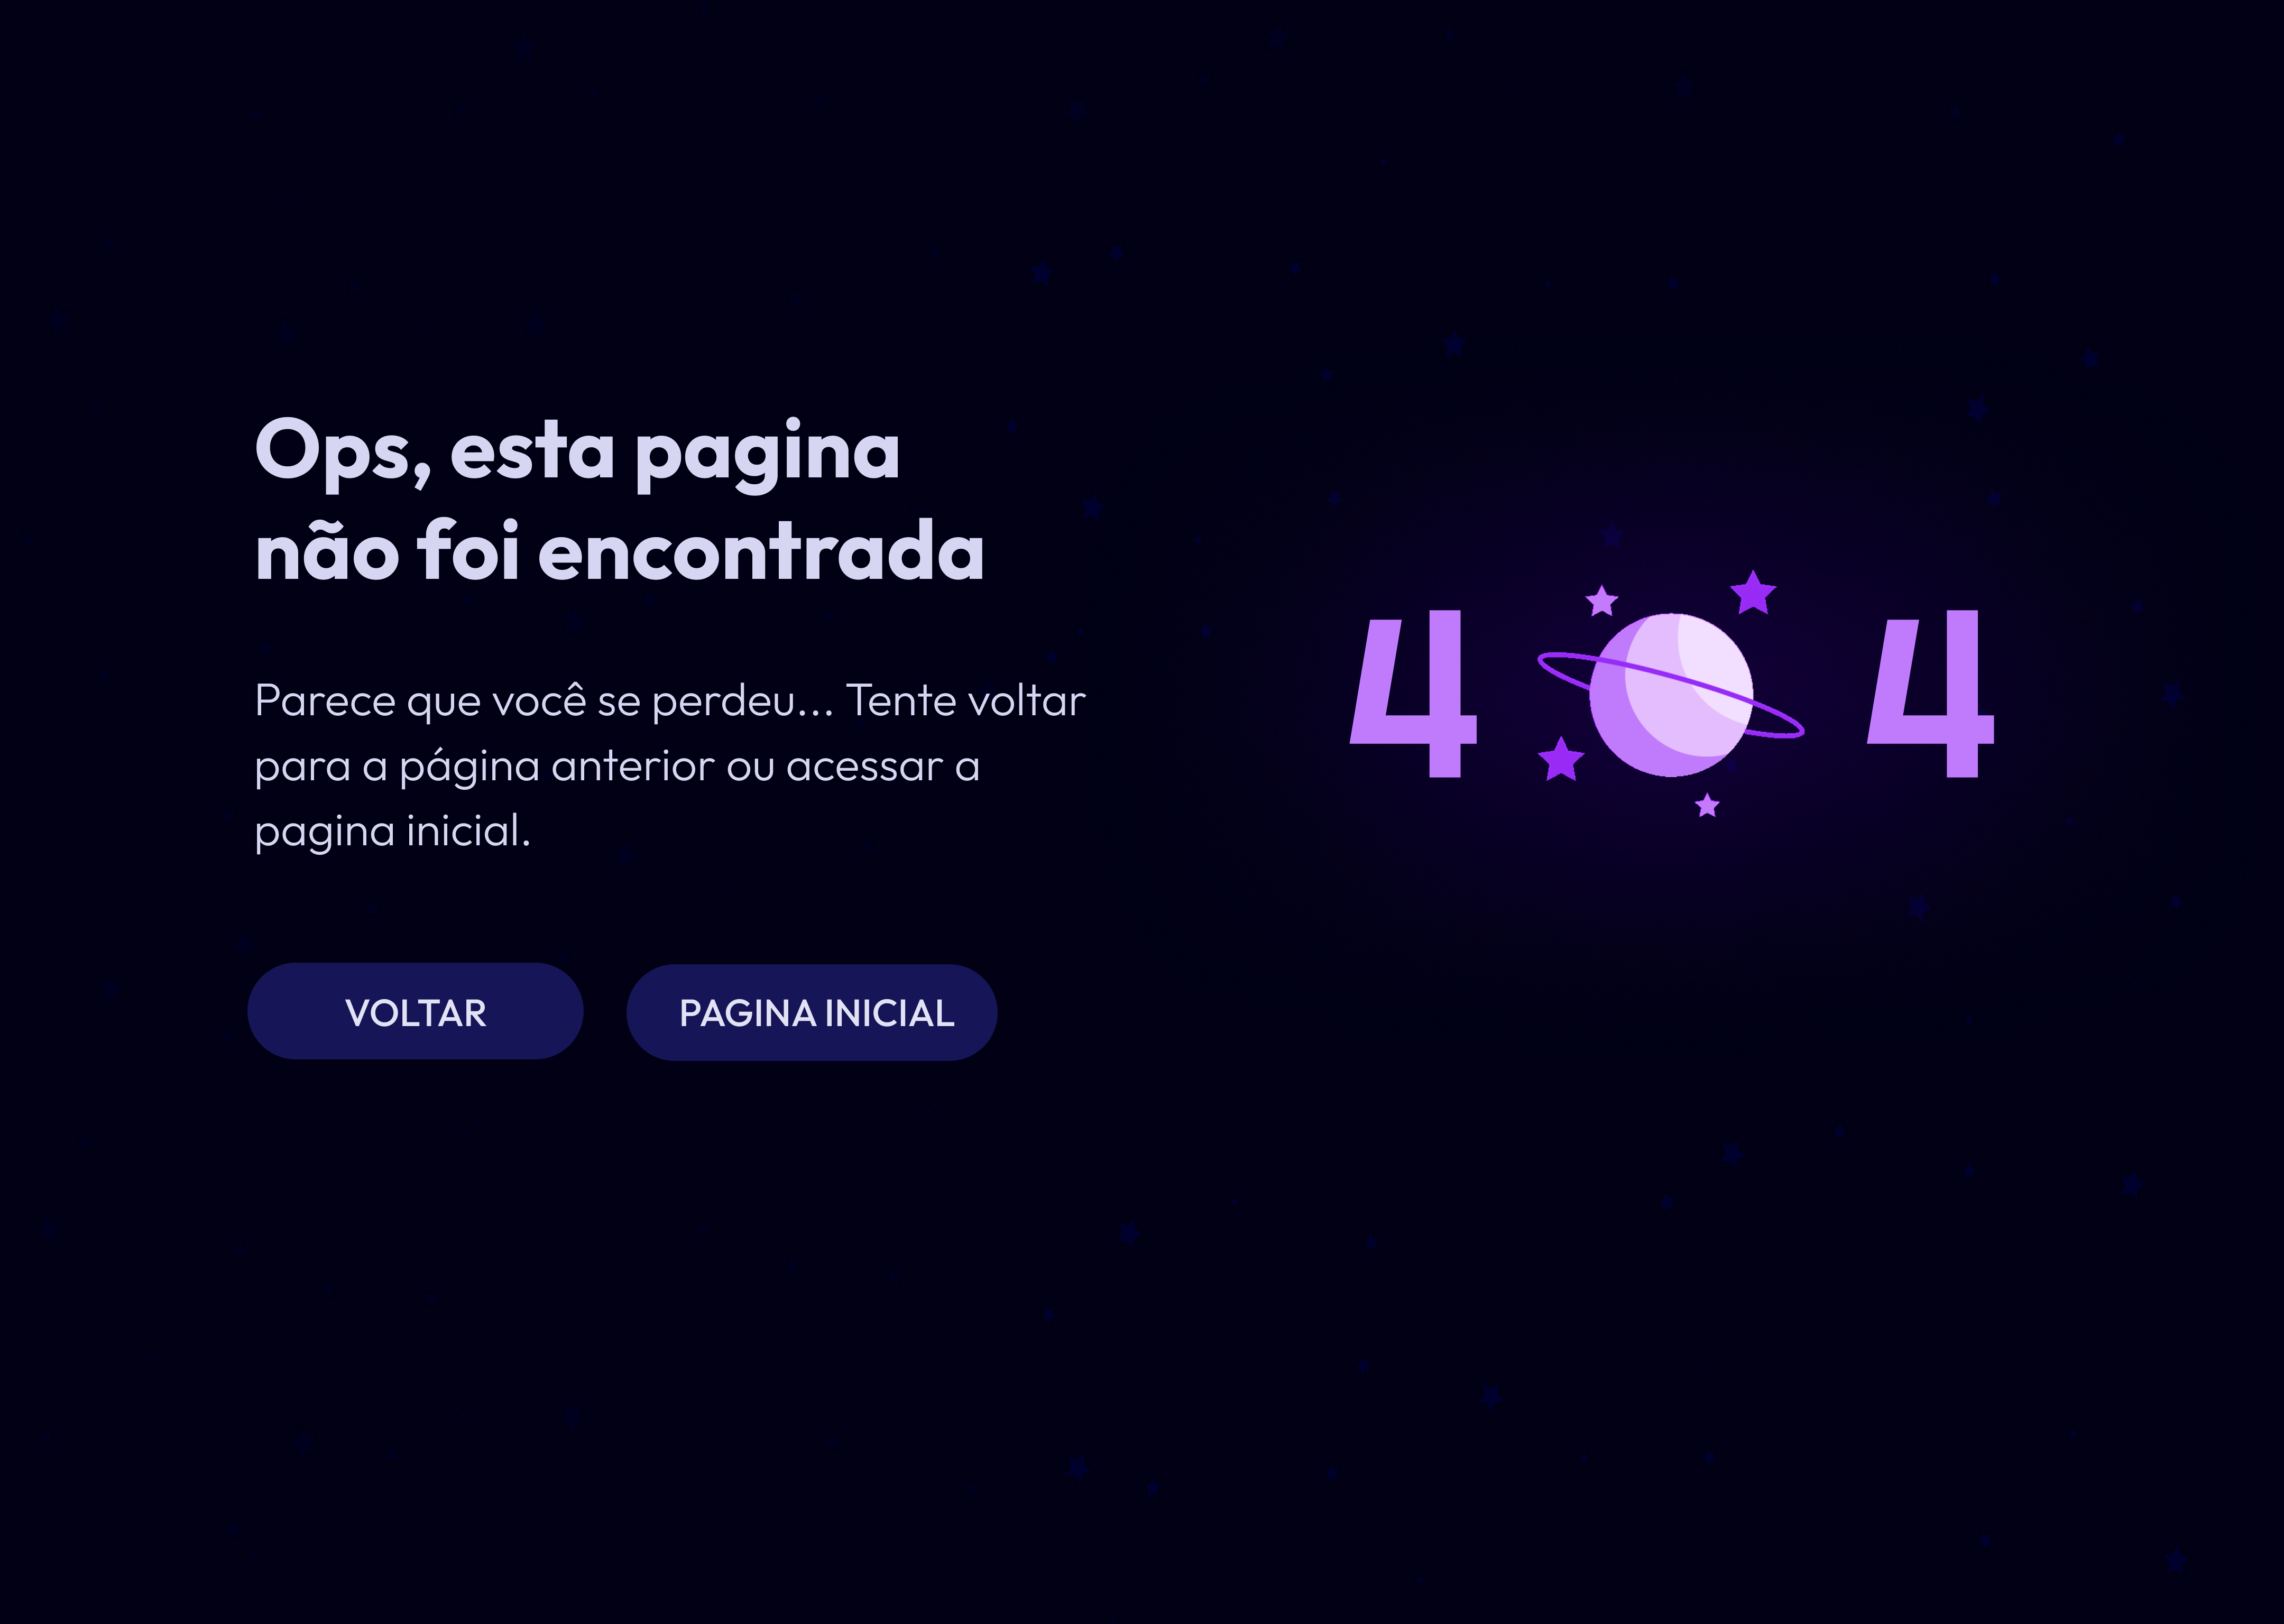 Ops, esta pagina
não foi encontrada
Parece que você se perdeu... Tente voltar
para a página anterior ou acessar a
pagina inicial.
VOLTAR
PAGINA INICIAL
4 4